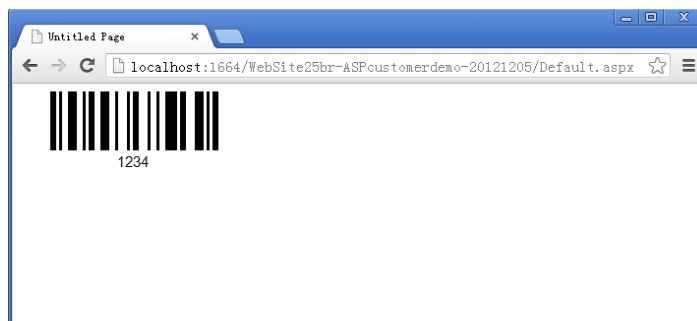 Untitled Page
localhost:1664/WebSite25br-ASPcustomerdemo-20121205/Default.aspx
1234